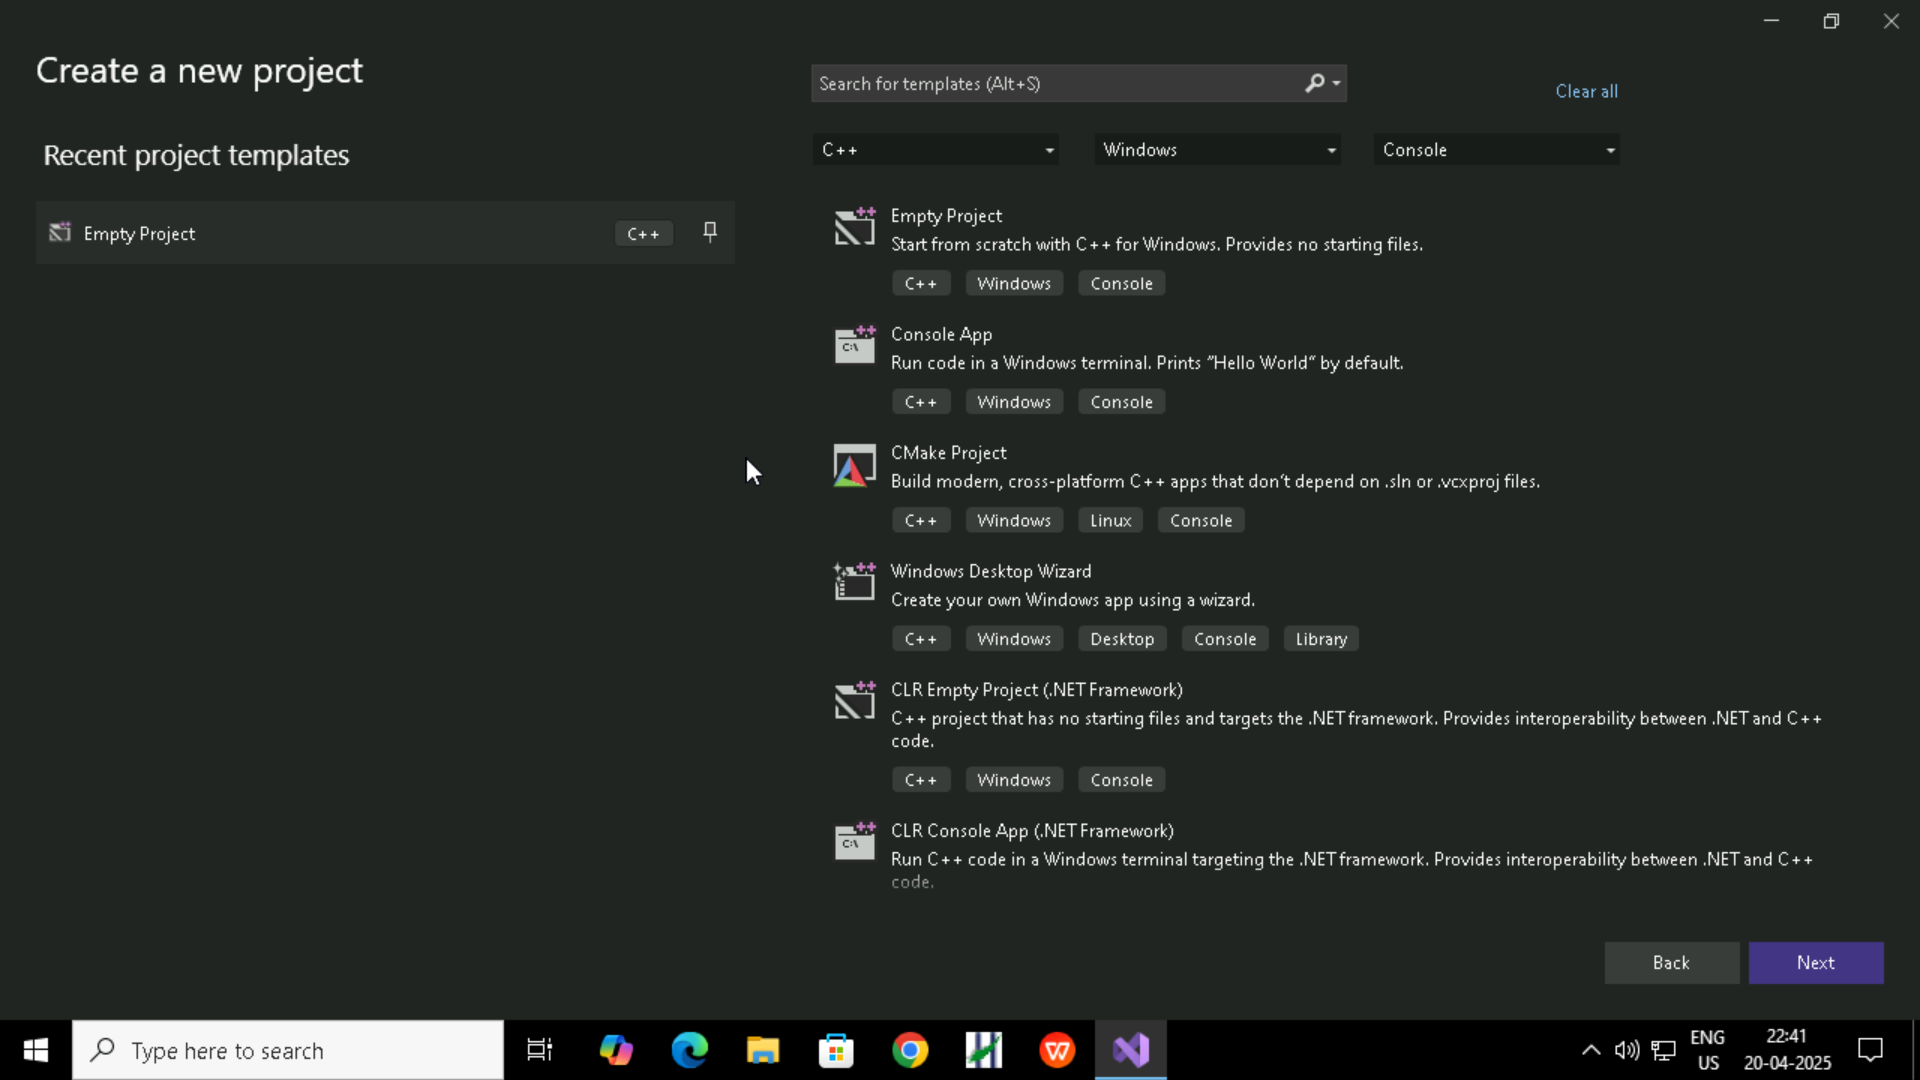 Create a new project
Search for templates (Alt+S)
Clear all
Recent project templates
C++
Windows
Console
Empty Project
C++
Empty Project
Start from scratch with C++ for Windows. Provides no starting files.
C++ Windows Console
Console App
Run code in a Windows terminal. Prints "Hello World" by default.
C++ Windows Console
CMake Project
Build modern, cross-platform C++ apps that don't depend on .sln or .vcxproj files.
C++ Windows Linux Console
Windows Desktop Wizard
Create your own Windows app using a wizard.
C++ Windows Desktop Console Library
CLR Empty Project (.NET Framework)
C++ project that has no starting files and targets the .NET framework. Provides interoperability between .NET and C++
code.
C++ Windows Console
CLR Console App (.NET Framework)
Run C++ code in a Windows terminal targeting the .NET framework. Provides interoperability between .NET and C++
code.
Back
Next
Type here to search
ENG
US
22:41
20-04-2025